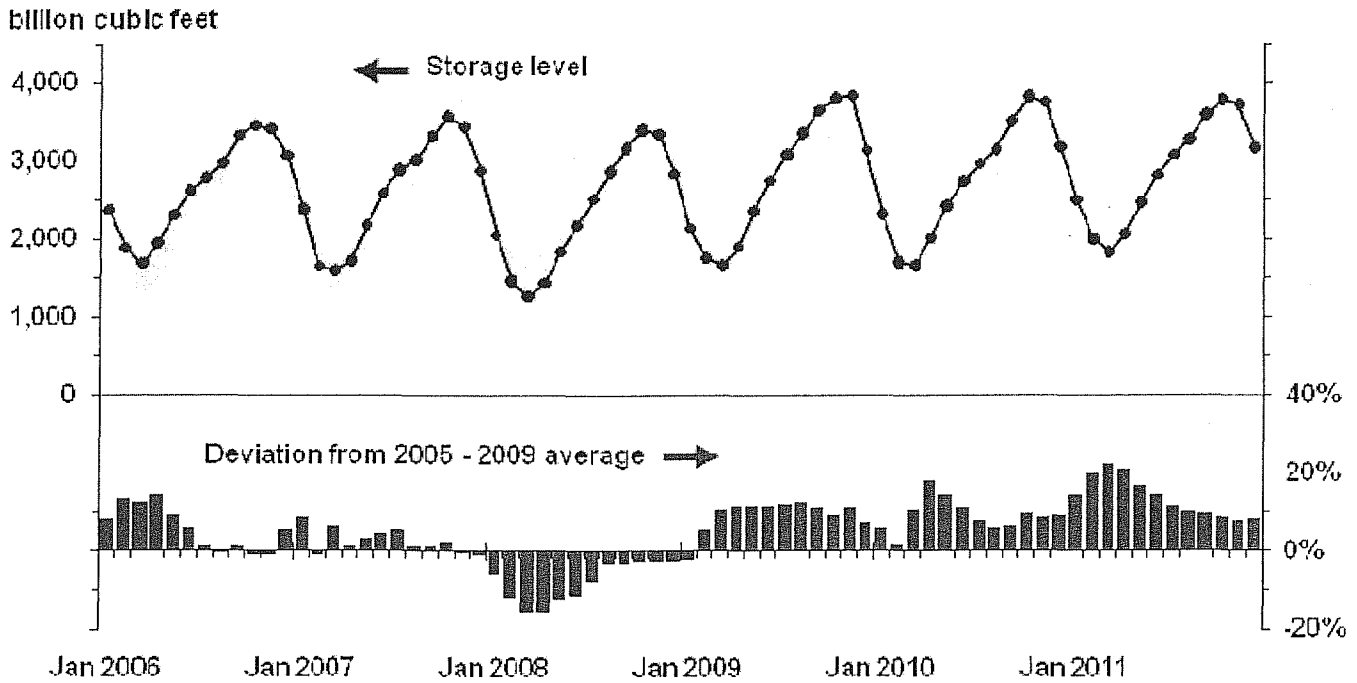 billion cubic feet
Storage level
4,000
3,000
2,000
1,000
0
40%
Deviation from 2005 - 2009 average
20%
0%
-20%
Jan 2006 Jan 2007 Jan 2008 Jan 2009 Jan 2010 Jan 2011